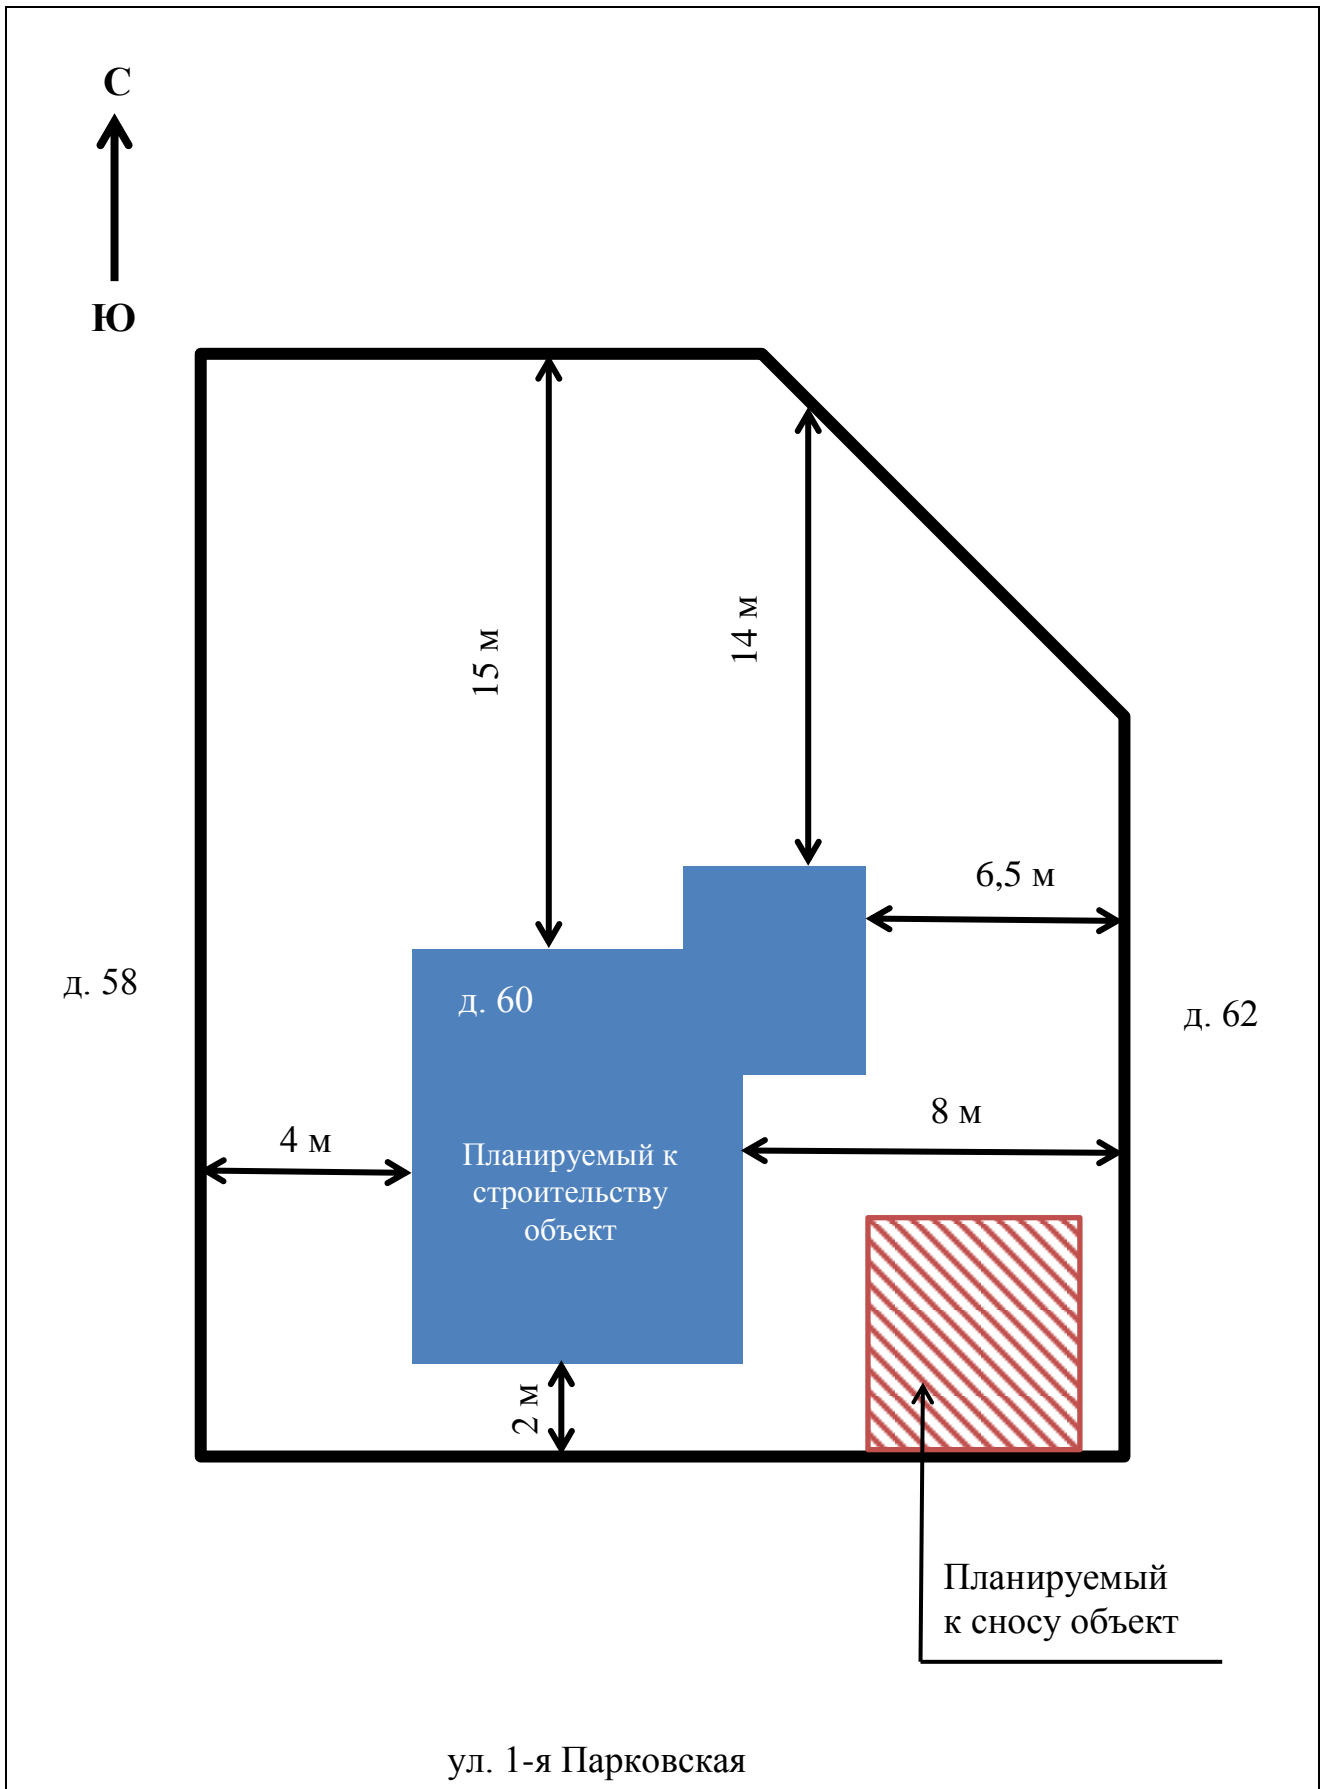 С
Ю
15 м
14 м
6,5 м
д. 58
д. 60
д. 62
8 м
4 м
Планируемый к
строительству
объект
2 м
Планируемый
к сносу объект
ул. 1-я Парковская